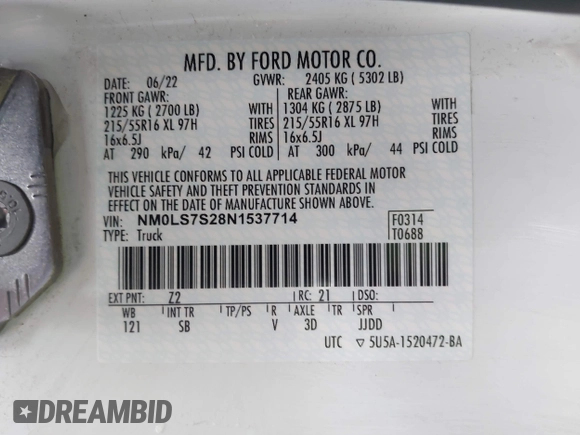 MFD. BY FORD MOTOR CO.
DATE: 06/22 GVWR: 2405 KG (5302 LB)
FRONT GAWR: REAR GAWR:
1225 KG (2700 LB) WITH 1304 KG (2875 LB) WITH
215/55R16 XL 97H TIRES 215/55R16 XL 97H TIRES
16x6.5J RIMS 16x6.5J RIMS
AT 290 kPa/ 42 PSI COLD AT 300 kPa/ 44 PSI COLD
THIS VEHICLE CONFORMS TO ALL APPLICABLE FEDERAL MOTOR
VEHICLE SAFETY AND THEFT PREVENTION STANDARDS IN
EFFECT ON THE DATE OF MANUFACTURE SHOWN ABOVE.
VIN: NM0LS7S28N1537714 F0314
TYPE: Truck T0688
EXT PNT: Z2 RC: 21 DSO:
WB INT TR TP/PS R AXLE TR SPR
121 SB V 3D JJDD
UTC ▽ 5U5A-1520472-BA
DREAMBID